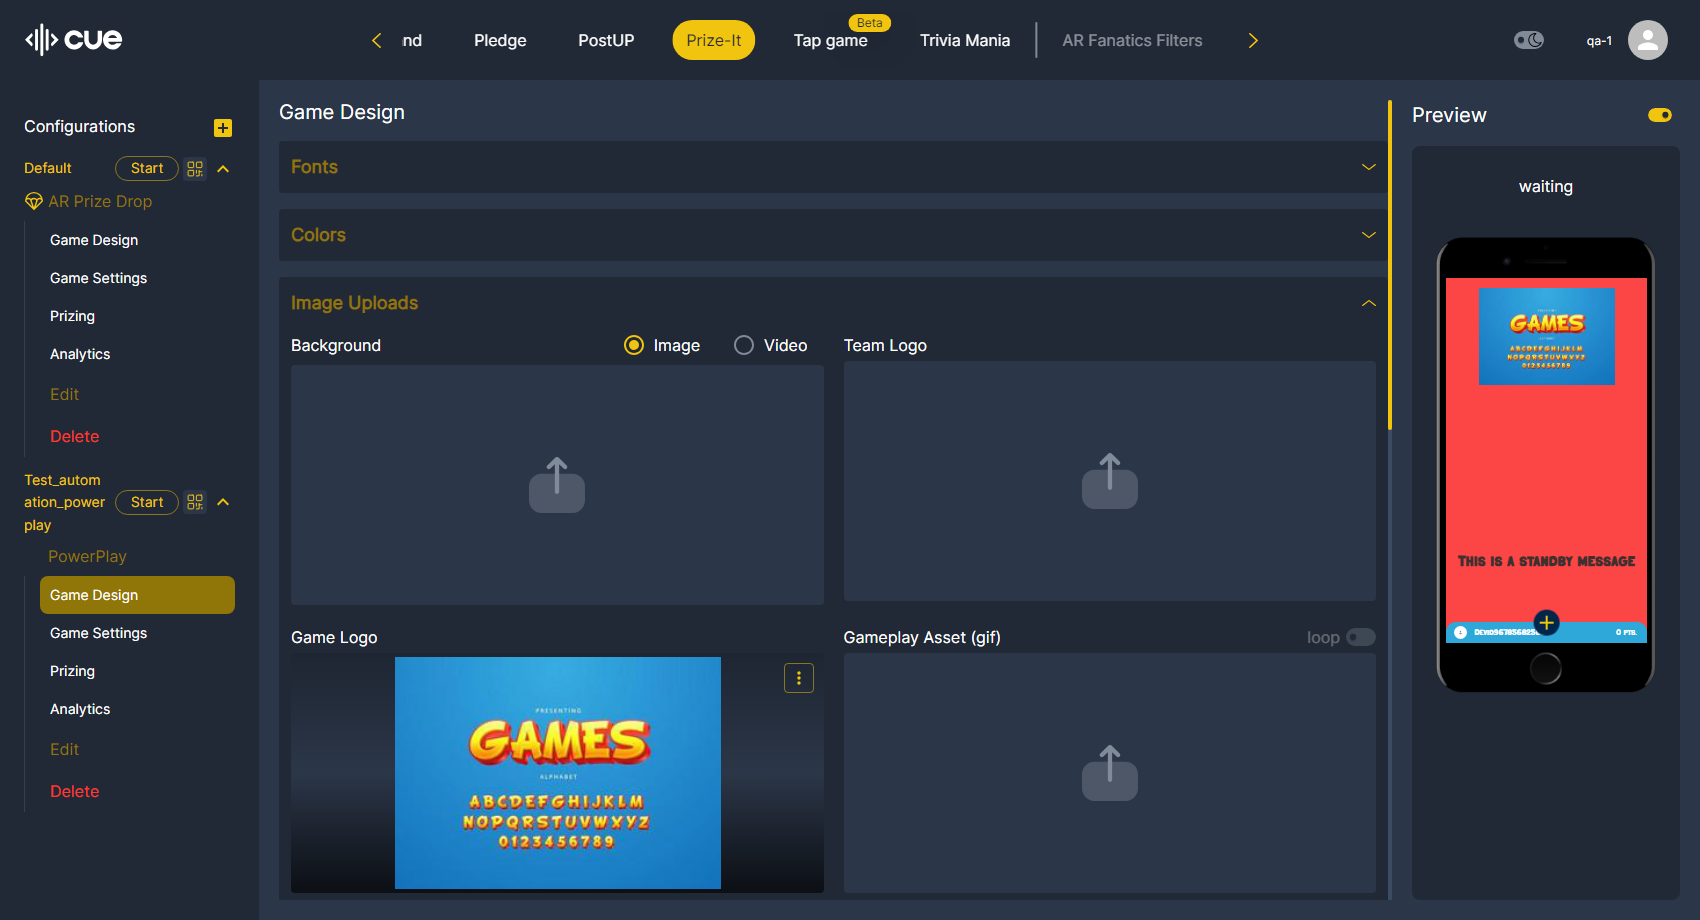 cue
nd
Pledge
PostUP
Prize-It
Tap game
Beta
Trivia Mania
AR Fanatics Filters
qa-1
Configurations
Default
Start
AR Prize Drop
Game Design
Game Settings
Prizing
Analytics
Edit
Delete
Test_autom
ation_power
play
Start
PowerPlay
Game Design
Game Settings
Prizing
Analytics
Edit
Delete
Game Design
Fonts
Colors
Image Uploads
Background
Image
Video
Team Logo
Game Logo
PRESENTING
GAMES
ALPHABET
ABCDEFGHIJKLM
NOPQRSTUVWXYZ
0123456789
Gameplay Asset (gif)
loop
Preview
waiting
GAMES
ABCDEFGHIJKLM
NOPQRSTUVWXYZ
0123456789
This is a standby message
0 PTS.